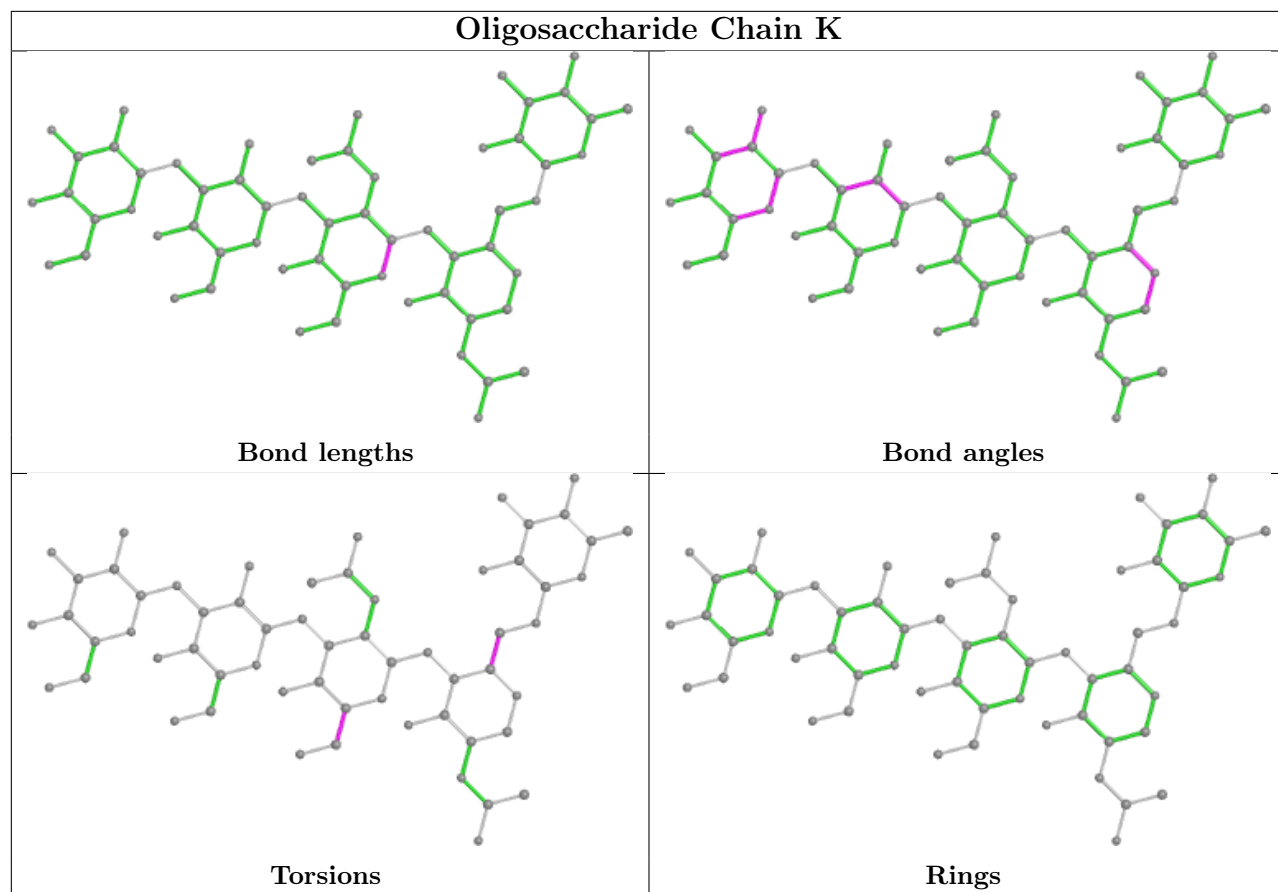 Oligosaccharide Chain K
Bond lengths
Bond angles
Torsions
Rings